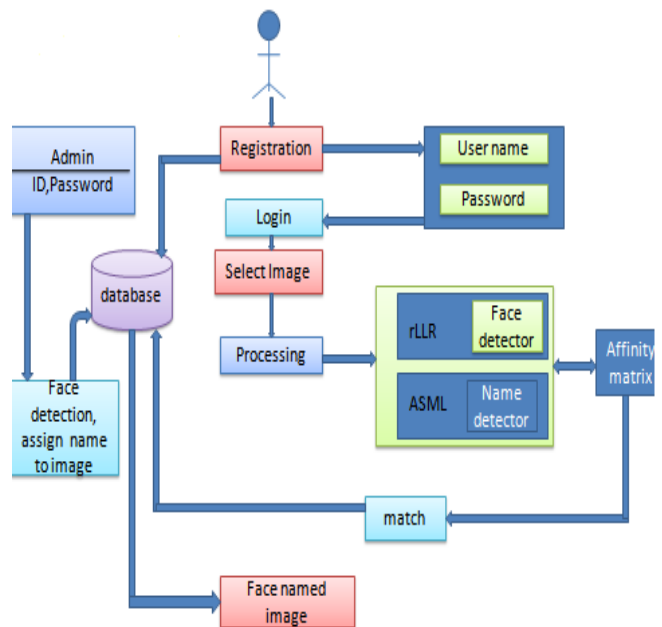 Registration
User name
Password
Admin
ID,Password
Login
Select Image
database
Processing
rLLR
Face
detector
ASML
Name
detector
Affinity
matrix
Face
detection,
assign name
to image
match
Face named
image